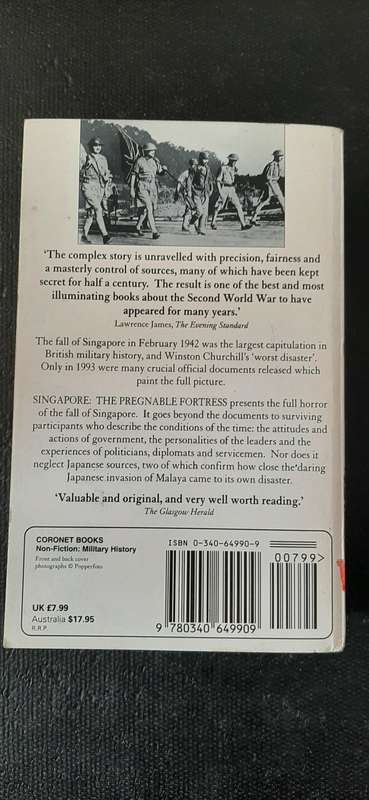 'The complex story is unravelled with precision, fairness and
a masterly control of sources, many of which have been kept
secret for half a century. The result is one of the best and most
illuminating books about the Second World War to have
appeared for many years.'
Lawrence James, The Evening Standard
The fall of Singapore in February 1942 was the largest capitulation in
British military history, and Winston Churchill's 'worst disaster'.
Only in 1993 were many crucial official documents released which
paint the full picture.
SINGAPORE: THE PREGNABLE FORTRESS presents the full horror
of the fall of Singapore. It goes beyond the documents to surviving
participants who describe the conditions of the time: the attitudes and
actions of government, the personalities of the leaders and the
experiences of politicians, diplomats and servicemen. Nor does it
neglect Japanese sources, two of which confirm how close the daring
Japanese invasion of Malaya came to its own disaster.
'Valuable and original, and very well worth reading.'
The Glasgow Herald
CORONET BOOKS
Non-Fiction: Military History
Front and back cover
photographs © Popperfoto
UK £7.99
Australia $17.95
R.R.P.
ISBN 0-340-64990-9
00799>
9 780340 649909